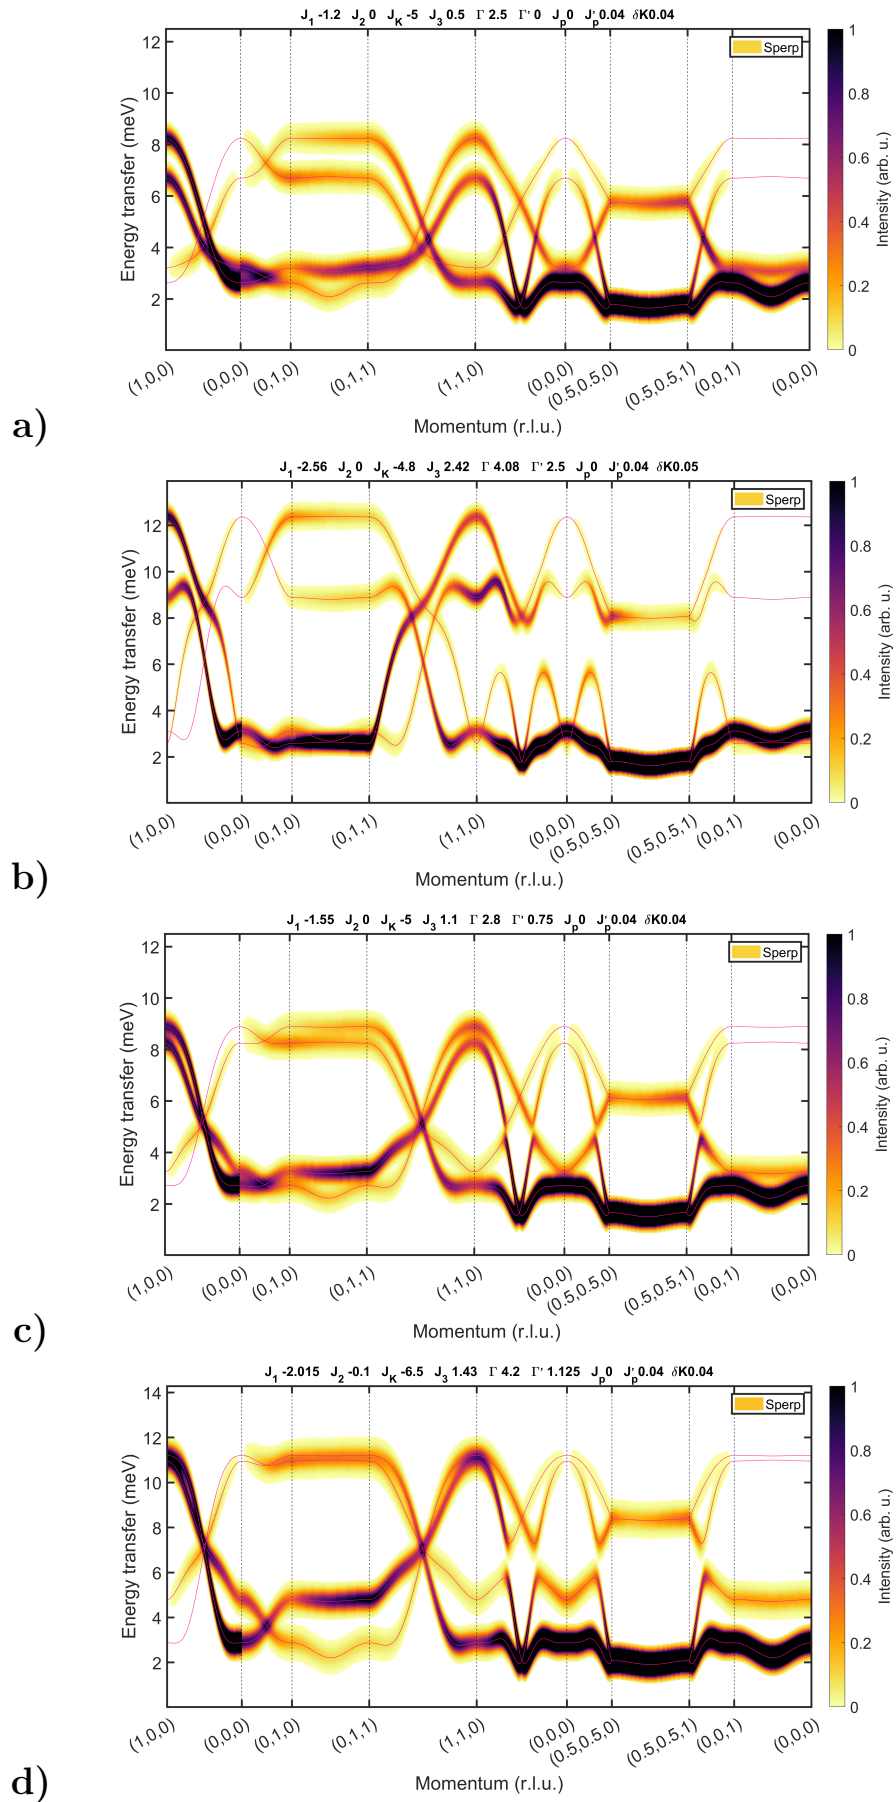 J1 -1.2 J2 0 JK -5 J3 0.5 Γ 2.5 Γ' 0 Jp 0 Jp' 0.04 δK0.04
Sperp
12
10
8
6
4
2
Energy transfer (meV)
1
0.8
0.6
0.4
0.2
0
Intensity (arb. u.)
(1,0,0) (0,0,0) (0,1,0) (0,1,1) (1,1,0) (0,0,0) (0.5,0.5,0) (0.5,0.5,1) (0,0,1) (0,0,0)
Momentum (r.l.u.)
a)
J1 -2.56 J2 0 JK -4.8 J3 2.42 Γ 4.08 Γ' 2.5 Jp 0 Jp' 0.04 δK0.05
Sperp
12
10
8
6
4
2
Energy transfer (meV)
1
0.8
0.6
0.4
0.2
0
Intensity (arb. u.)
(1,0,0) (0,0,0) (0,1,0) (0,1,1) (1,1,0) (0,0,0) (0.5,0.5,0) (0.5,0.5,1) (0,0,1) (0,0,0)
Momentum (r.l.u.)
b)
J1 -1.55 J2 0 JK -5 J3 1.1 Γ 2.8 Γ' 0.75 Jp 0 Jp' 0.04 δK0.04
Sperp
12
10
8
6
4
2
Energy transfer (meV)
1
0.8
0.6
0.4
0.2
0
Intensity (arb. u.)
(1,0,0) (0,0,0) (0,1,0) (0,1,1) (1,1,0) (0,0,0) (0.5,0.5,0) (0.5,0.5,1) (0,0,1) (0,0,0)
Momentum (r.l.u.)
c)
J1 -2.015 J2 -0.1 JK -6.5 J3 1.43 Γ 4.2 Γ' 1.125 Jp 0 Jp' 0.04 δK0.04
Sperp
14
12
10
8
6
4
2
Energy transfer (meV)
1
0.8
0.6
0.4
0.2
0
Intensity (arb. u.)
(1,0,0) (0,0,0) (0,1,0) (0,1,1) (1,1,0) (0,0,0) (0.5,0.5,0) (0.5,0.5,1) (0,0,1) (0,0,0)
Momentum (r.l.u.)
d)